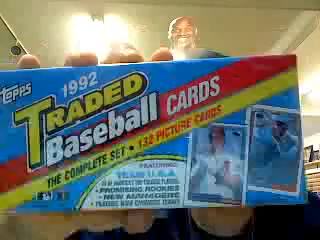 TOPPS
1992
TRADED
Baseball CARDS
THE COMPLETE SET • 132 PICTURE CARDS
FEATURING
TEAM U.S.A.
• PROMISING ROOKIES
• NEW MANAGERS